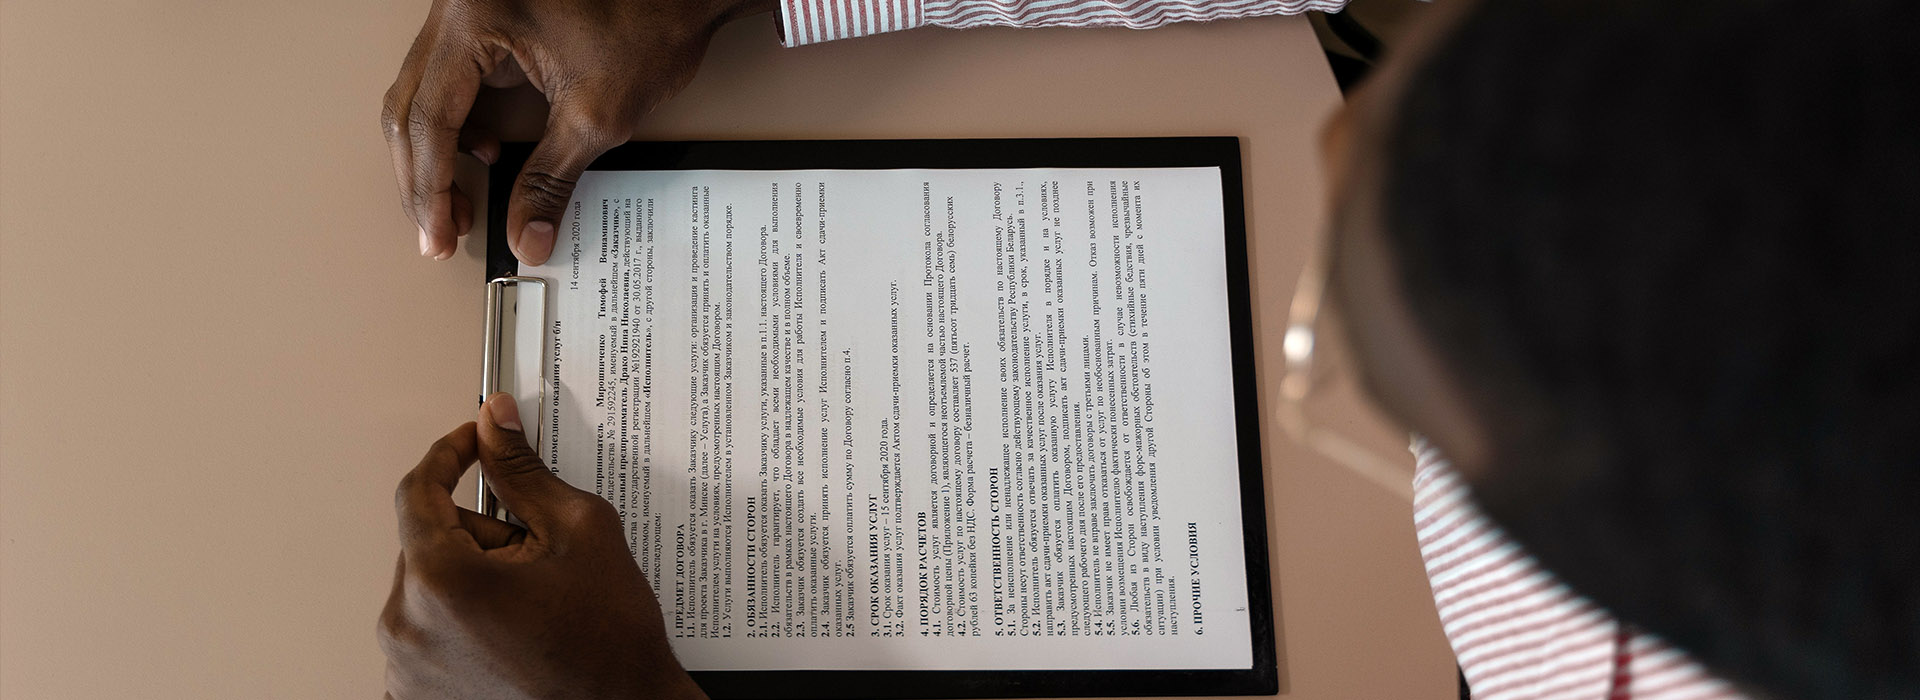 р возмездного оказания услуг б/н
14 сентября 2020 года
Мирошниченко Тимофей Вениаминович
свидетельства № 291592245, именуемый в дальнейшем «Заказчик», с
предприниматель Драко Нина Николаевна, действующий на
о государственной регистрации №192921940 от 30.05.2017 г., выданного
именуемый в дальнейшем «Исполнитель», с другой стороны, заключили
о нижеследующем:
1. ПРЕДМЕТ ДОГОВОРА
1.1. Исполнитель обязуется оказать Заказчику следующие услуги: организация и проведение кастинга
для проекта Заказчика в г. Минске (далее – Услуга), а Заказчик обязуется принять и оплатить оказанные
Исполнителем услуги на условиях, предусмотренных настоящим Договором.
1.2. Услуги выполняются Исполнителем в установленном Заказчиком и законодательством порядке.
2. ОБЯЗАННОСТИ СТОРОН
2.1. Исполнитель обязуется оказать Заказчику услуги, указанные в п.1.1. настоящего Договора.
2.2. Исполнитель гарантирует, что обладает всеми необходимыми условиями для выполнения
обязательств в рамках настоящего Договора в надлежащем качестве и в полном объеме.
2.3. Заказчик обязуется создать все необходимые условия для работы Исполнителя и своевременно
оплатить оказанные услуги.
2.4. Заказчик обязуется принять исполнение услуг Исполнителем и подписать Акт сдачи-приемки
оказанных услуг.
2.5 Заказчик обязуется оплатить сумму по Договору согласно п.4.
3. СРОК ОКАЗАНИЯ УСЛУГ
3.1. Срок оказания услуг – 15 сентября 2020 года.
3.2. Факт оказания услуг подтверждается Актом сдачи-приемки оказанных услуг.
4. ПОРЯДОК РАСЧЕТОВ
4.1. Стоимость услуг является договорной и определяется на основании Протокола согласования
договорной цены (Приложение 1), являющегося неотъемлемой частью настоящего Договора.
4.2. Стоимость услуг по настоящему договору составляет 537 (пятьсот тридцать семь) белорусских
рублей 63 копейки без НДС. Форма расчета – безналичный расчет.
5. ОТВЕТСТВЕННОСТЬ СТОРОН
5.1. За неисполнение или ненадлежащее исполнение своих обязательств по настоящему Договору
Стороны несут ответственность согласно действующему законодательству Республики Беларусь.
5.2. Исполнитель обязуется отвечать за качественное исполнение услуги, в срок, указанный в п.3.1.,
направить акт сдачи-приемки оказанных услуг после оказания услуг.
5.3. Заказчик обязуется оплатить оказанную услугу Исполнителя в порядке и на условиях,
предусмотренных настоящим Договором, подписать акт сдачи-приемки оказанных услуг не позднее
следующего рабочего дня после его предоставления.
5.4. Исполнитель не вправе заключать договоры с третьими лицами.
5.5. Заказчик не имеет права отказаться от услуг по необоснованным причинам. Отказ возможен при
условии возмещения Исполнителю фактически понесенных затрат.
5.6. Любая из Сторон освобождается от ответственности в случае невозможности исполнения
обязательств в виду наступления форс-мажорных обстоятельств (стихийные бедствия, чрезвычайные
ситуации) при условии уведомления другой Стороны об этом в течение пяти дней с момента их
наступления.
6. ПРОЧИЕ УСЛОВИЯ